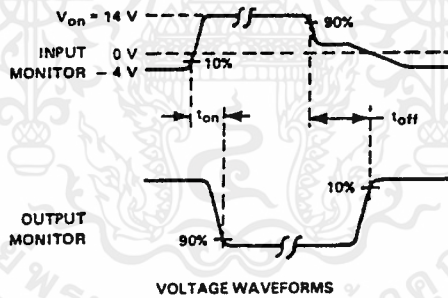 Von = 14 V
90%
INPUT 0 V
MONITOR – 4 V
10%
ton
toff
10%
OUTPUT
MONITOR
90%
VOLTAGE WAVEFORMS